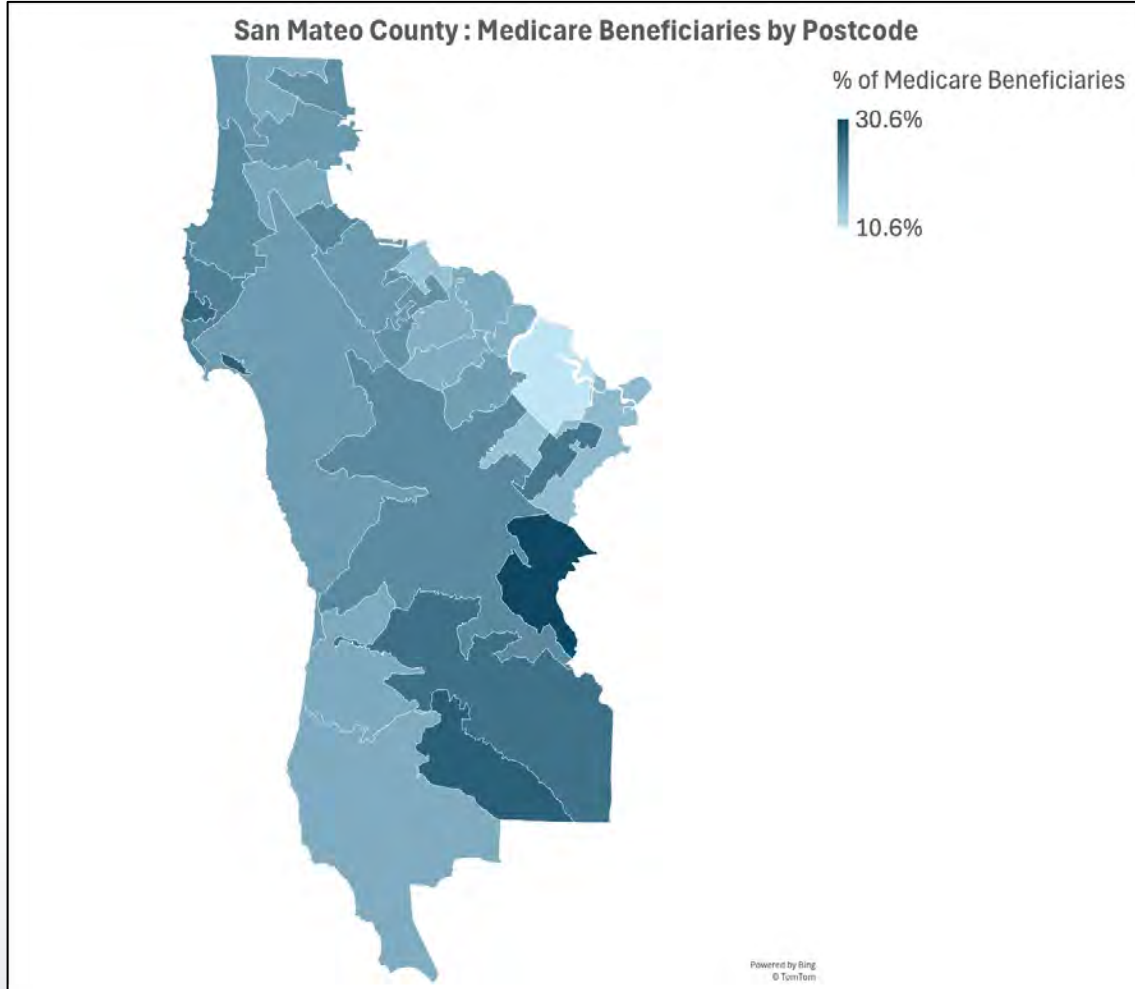 San Mateo County : Medicare Beneficiaries by Postcode
% of Medicare Beneficiaries
30.6%
10.6%
Powered by Bing
© TomTom